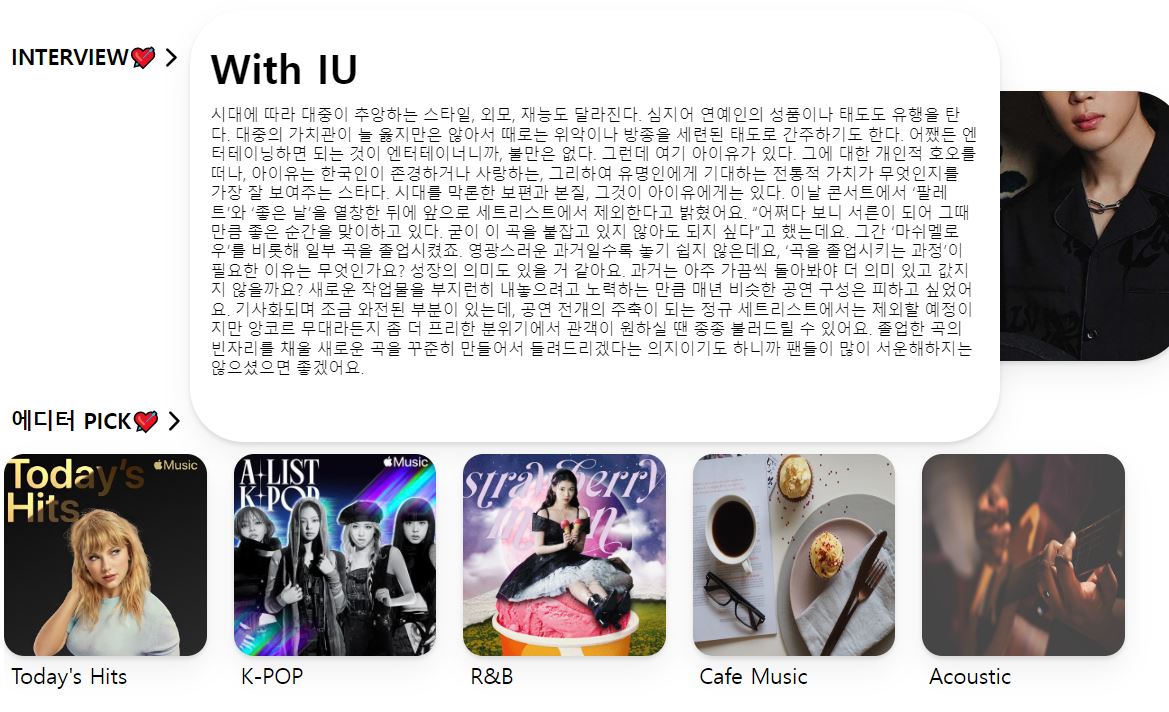 INTERVIEW
With IU
시대에 따라 대중이 추앙하는 스타일, 외모, 재능도 달라진다. 심지어 연예인의 성품이나 태도도 유행을 탄
다. 대중의 가치관이 늘 옳지만은 않아서 때로는 위악이나 방종을 세련된 태도로 간주하기도 한다. 어쨌든 엔
터테이닝하면 되는 것이 엔터테이너니까, 불만은 없다. 그런데 여기 아이유가 있다. 그에 대한 개인적 호오를
떠나, 아이유는 한국인이 존경하거나 사랑하는, 그리하여 유명인에게 기대하는 전통적 가치가 무엇인지를
가장 잘 보여주는 스타다. 시대를 막론한 보편과 본질, 그것이 아이유에게는 있다. 이날 콘서트에서 ‘팔레
트’와 ‘좋은 날’을 열창한 뒤에 앞으로 세트리스트에서 제외한다고 밝혔어요. “어쩌다 보니 서른이 되어 그때
만큼 좋은 순간을 맞이하고 있다. 굳이 이 곡을 붙잡고 있지 않아도 되지 싶다”고 했는데요. 그간 ‘마쉬멜로
우’를 비롯해 일부 곡을 졸업시켰죠. 영광스러운 과거일수록 놓기 쉽지 않은데요, ‘곡을 졸업시키는 과정’이
필요한 이유는 무엇인가요? 성장의 의미도 있을 거 같아요. 과거는 아주 가끔씩 돌아봐야 더 의미 있고 값지
지 않을까요? 새로운 작업물을 부지런히 내놓으려고 노력하는 만큼 매년 비슷한 공연 구성은 피하고 싶었어
요. 기사화되며 조금 와전된 부분이 있는데, 공연 전개의 주축이 되는 정규 세트리스트에서는 제외할 예정이
지만 앙코르 무대라든지 좀 더 프리한 분위기에서 관객이 원하실 땐 종종 불러드릴 수 있어요. 졸업한 곡의
빈자리를 채울 새로운 곡을 꾸준히 만들어서 들려드리겠다는 의지이기도 하니까 팬들이 많이 서운해하지는
않으셨으면 좋겠어요.
에디터 PICK
Today's
Hits
Music
A-LIST
K-POP
Music
strawberry
moon
Today's Hits
K-POP
R&B
Cafe Music
Acoustic